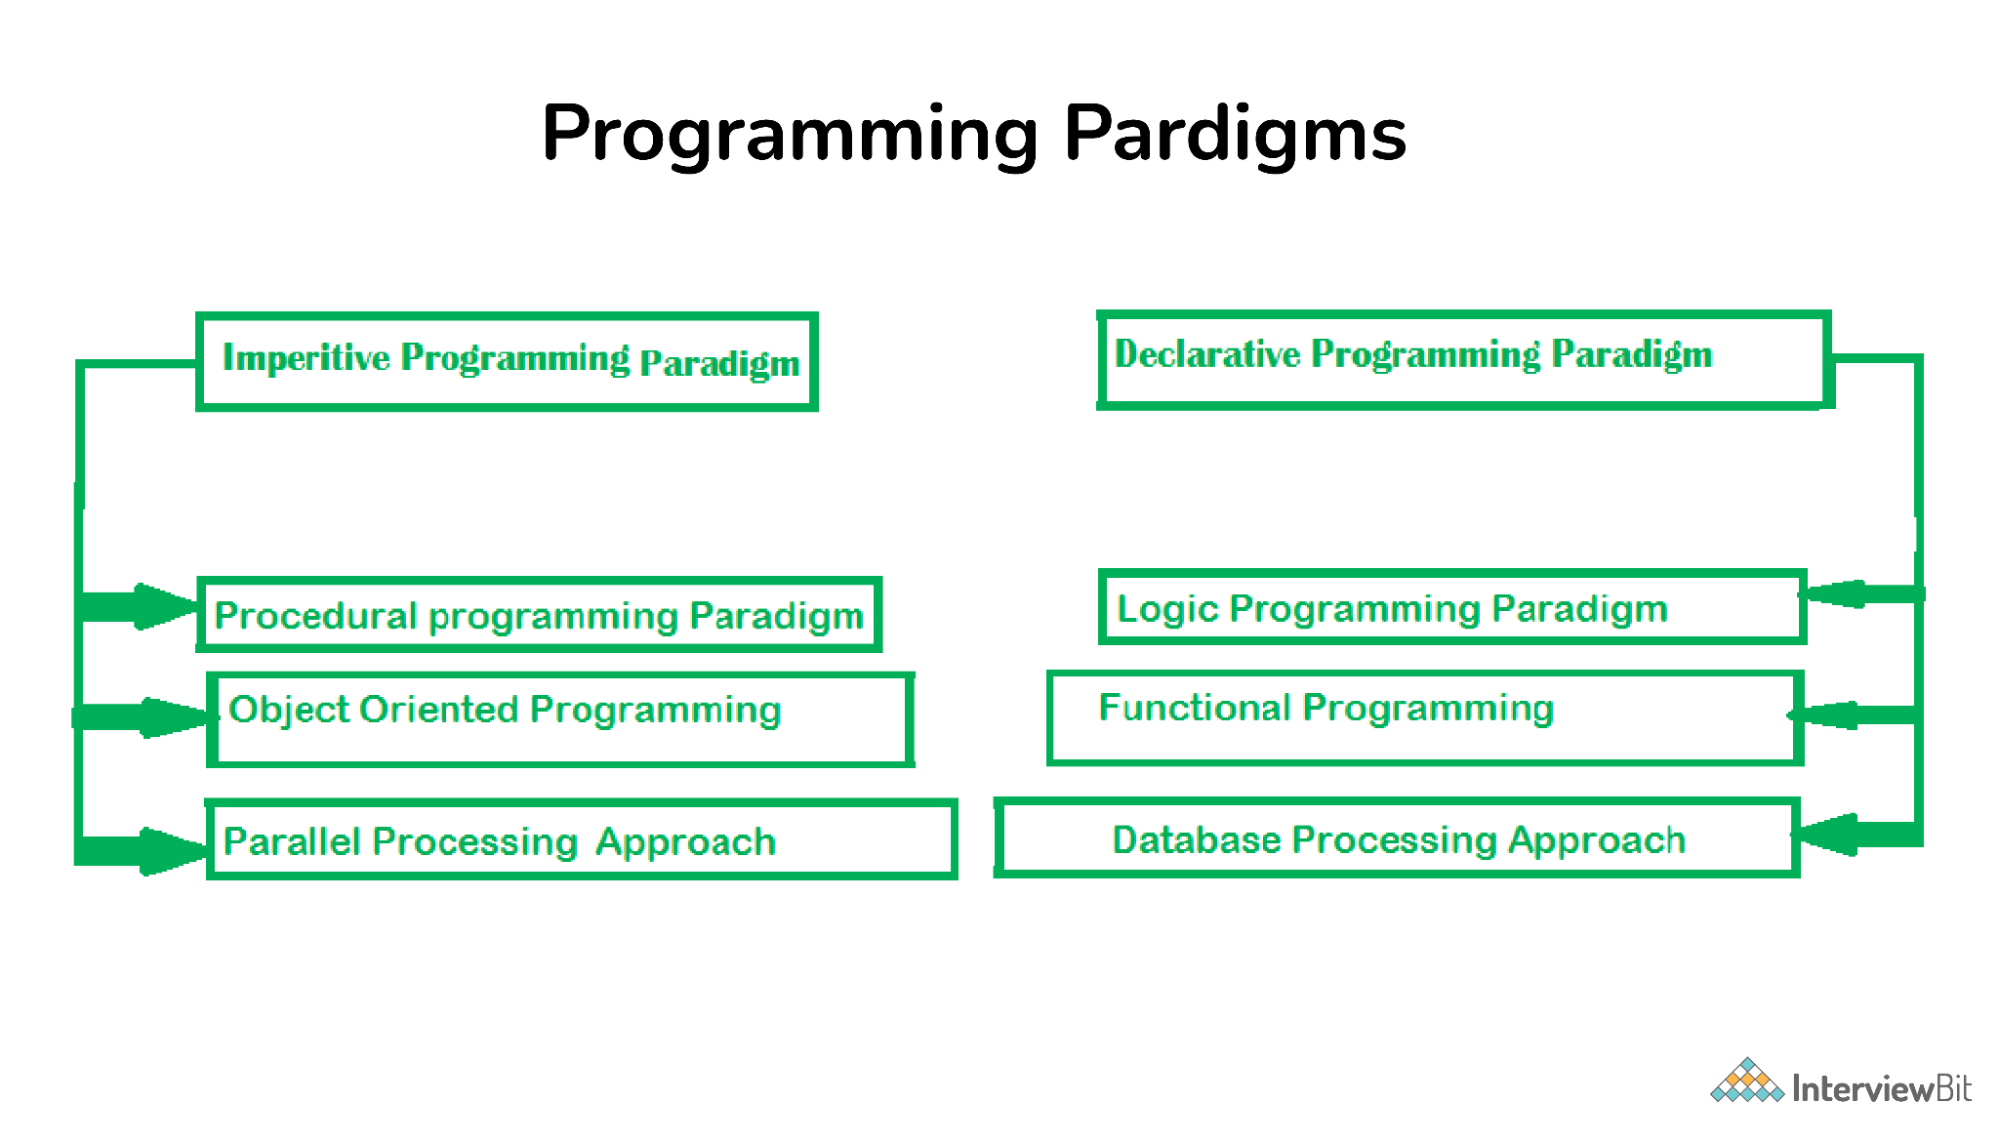 Programming Pardigms
Imperitive Programming Paradigm
Procedural programming Paradigm
Object Oriented Programming
Parallel Processing Approach
Declarative Programming Paradigm
Logic Programming Paradigm
Functional Programming
Database Processing Approach
InterviewBit